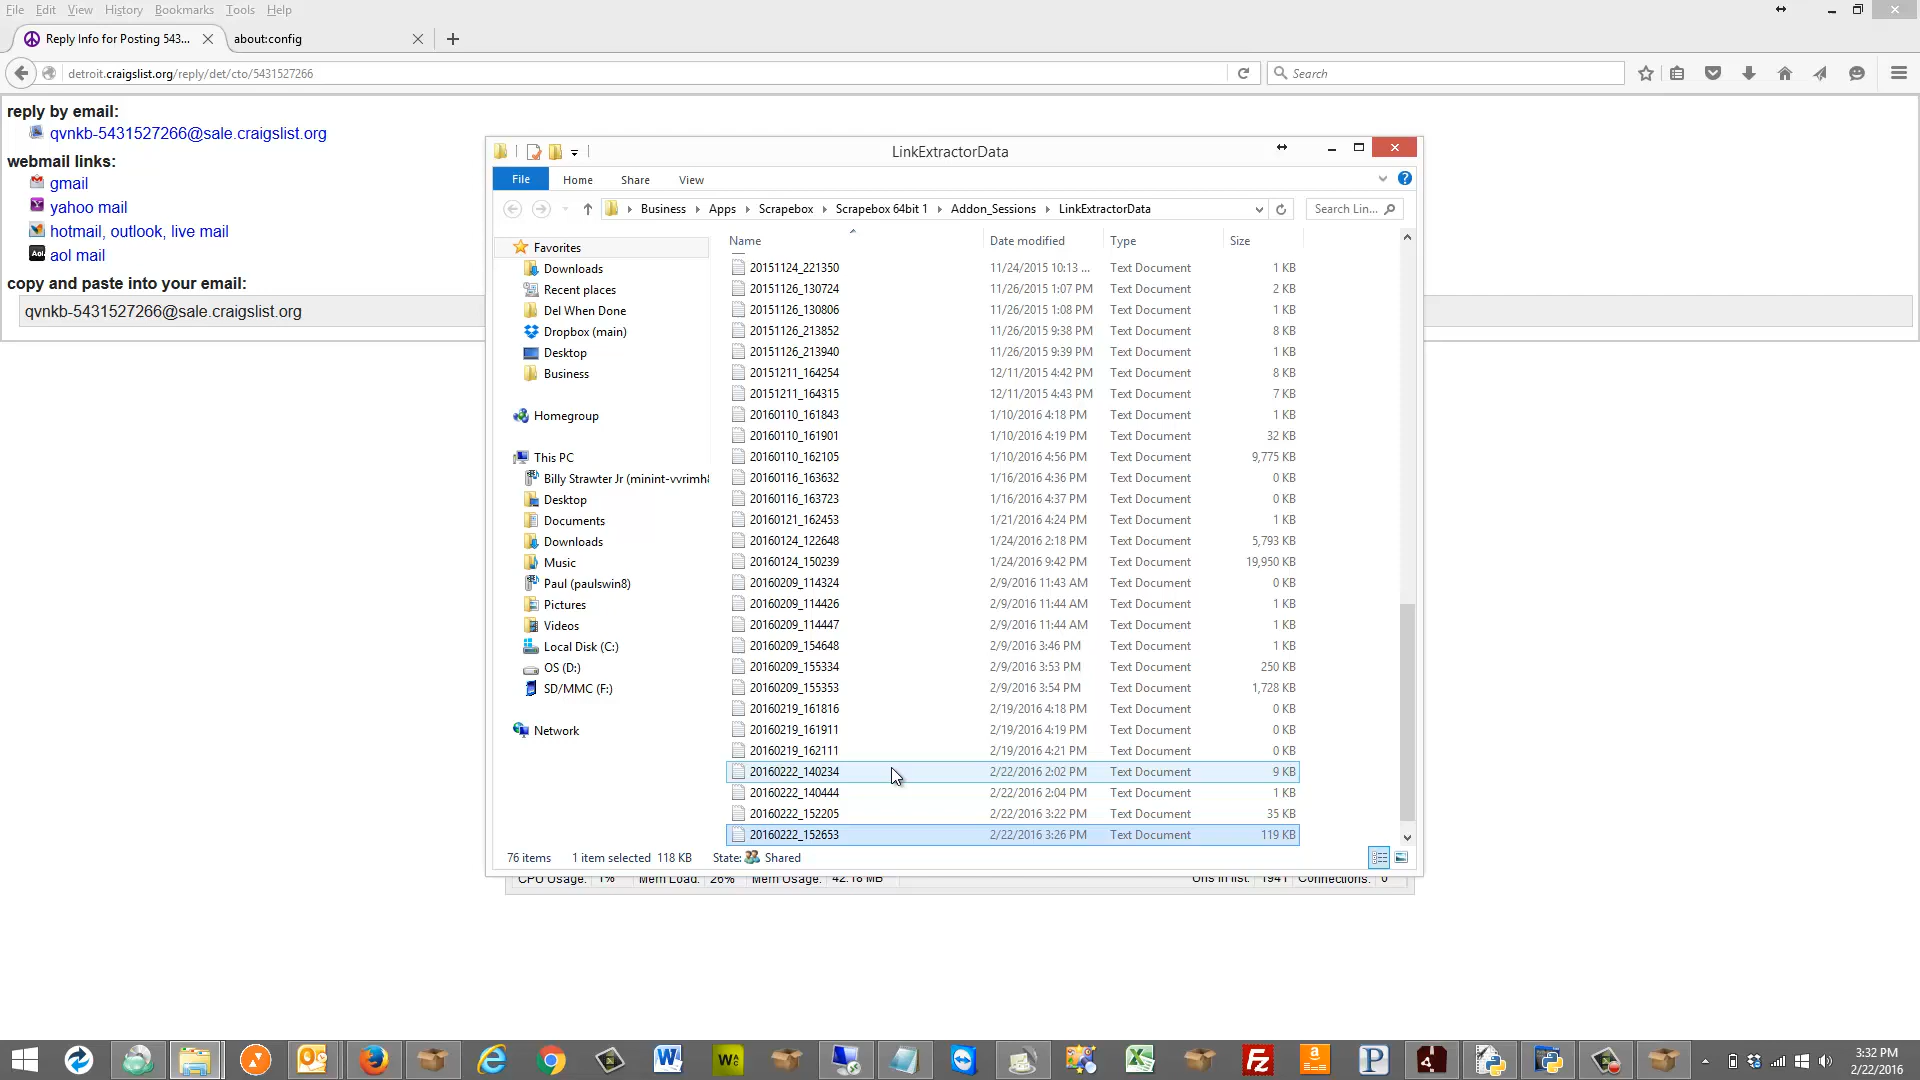 File Edit View History Bookmarks Tools Help
Reply Info for Posting 543...
about:config
detroit.craigslist.org/reply/det/cto/5431527266
Search
reply by email:
qvnkb-5431527266@sale.craigslist.org
webmail links:
gmail
yahoo mail
hotmail, outlook, live mail
Aol aol mail
copy and paste into your email:
qvnkb-5431527266@sale.craigslist.org
LinkExtractorData
File Home Share View
Business Apps Scrapebox Scrapebox 64bit 1 Addon_Sessions LinkExtractorData
Search Lin...
Favorites
Downloads
Recent places
Del When Done
Dropbox (main)
Desktop
Business
Homegroup
This PC
Billy Strawter Jr (minint-vvrimh
Desktop
Documents
Downloads
Music
Paul (paulswin8)
Pictures
Videos
Local Disk (C:)
OS (D:)
SD/MMC (F:)
Network
Name Date modified Type Size
20151124_221350 11/24/2015 10:13 ... Text Document 1 KB
20151126_130724 11/26/2015 1:07 PM Text Document 2 KB
20151126_130806 11/26/2015 1:08 PM Text Document 1 KB
20151126_213852 11/26/2015 9:38 PM Text Document 8 KB
20151126_213940 11/26/2015 9:39 PM Text Document 1 KB
20151211_164254 12/11/2015 4:42 PM Text Document 8 KB
20151211_164315 12/11/2015 4:43 PM Text Document 7 KB
20160110_161843 1/10/2016 4:18 PM Text Document 1 KB
20160110_161901 1/10/2016 4:19 PM Text Document 32 KB
20160110_162105 1/10/2016 4:56 PM Text Document 9,775 KB
20160116_163632 1/16/2016 4:36 PM Text Document 0 KB
20160116_163723 1/16/2016 4:37 PM Text Document 0 KB
20160121_162453 1/21/2016 4:24 PM Text Document 1 KB
20160124_122648 1/24/2016 2:18 PM Text Document 5,793 KB
20160124_150239 1/24/2016 9:42 PM Text Document 19,950 KB
20160209_114324 2/9/2016 11:43 AM Text Document 0 KB
20160209_114426 2/9/2016 11:44 AM Text Document 1 KB
20160209_114447 2/9/2016 11:44 AM Text Document 1 KB
20160209_154648 2/9/2016 3:46 PM Text Document 1 KB
20160209_155334 2/9/2016 3:53 PM Text Document 250 KB
20160209_155353 2/9/2016 3:54 PM Text Document 1,728 KB
20160219_161816 2/19/2016 4:18 PM Text Document 0 KB
20160219_161911 2/19/2016 4:19 PM Text Document 0 KB
20160219_162111 2/19/2016 4:21 PM Text Document 0 KB
20160222_140234 2/22/2016 2:02 PM Text Document 9 KB
20160222_140444 2/22/2016 2:04 PM Text Document 1 KB
20160222_152205 2/22/2016 3:22 PM Text Document 35 KB
20160222_152653 2/22/2016 3:26 PM Text Document 119 KB
76 items 1 item selected 118 KB State: Shared
CPU Usage: 1% Mem Load: 26% Mem Usage: 42.18 MB Urls in list: 1941 Connections: 0
3:32 PM
2/22/2016